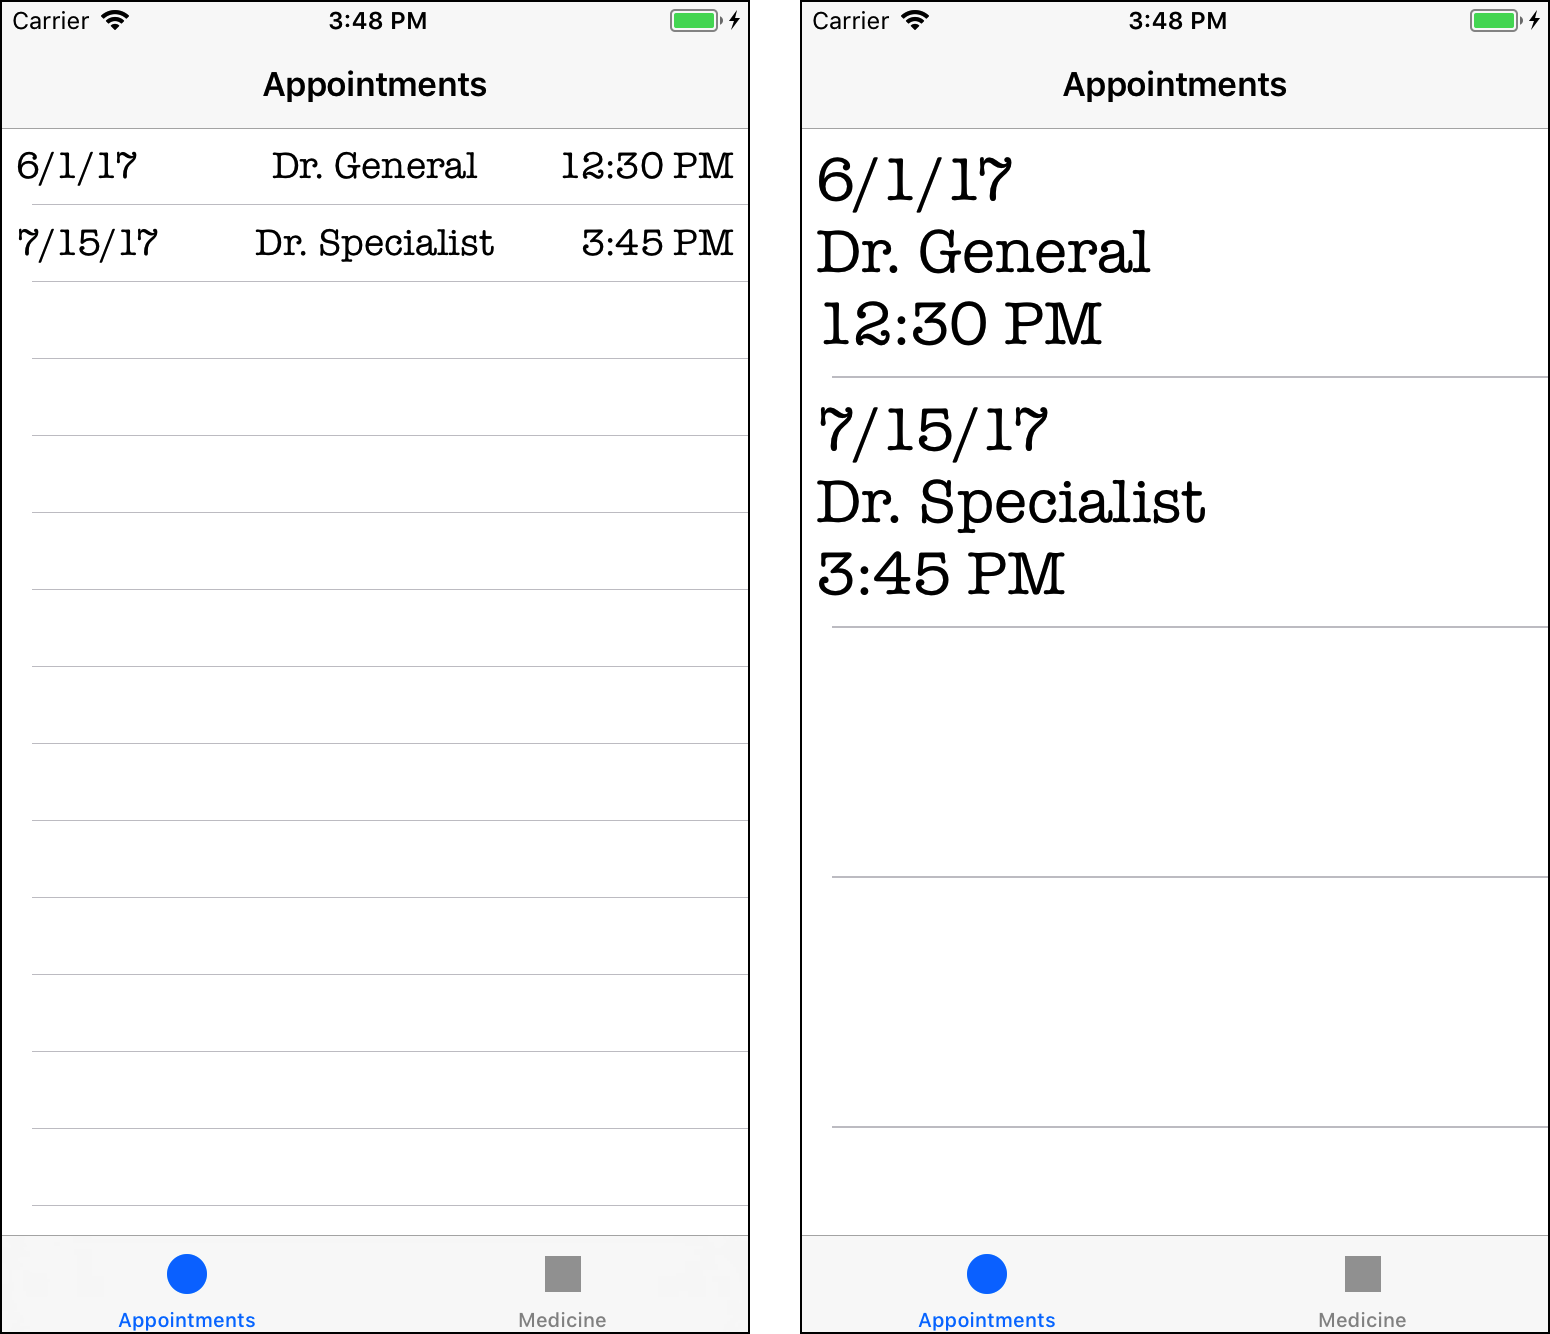 Carrier 3:48 PM
Appointments
6/1/17 Dr. General 12:30 PM
7/15/17 Dr. Specialist 3:45 PM
Appointments Medicine
Carrier 3:48 PM
Appointments
6/1/17
Dr. General
12:30 PM
7/15/17
Dr. Specialist
3:45 PM
Appointments Medicine